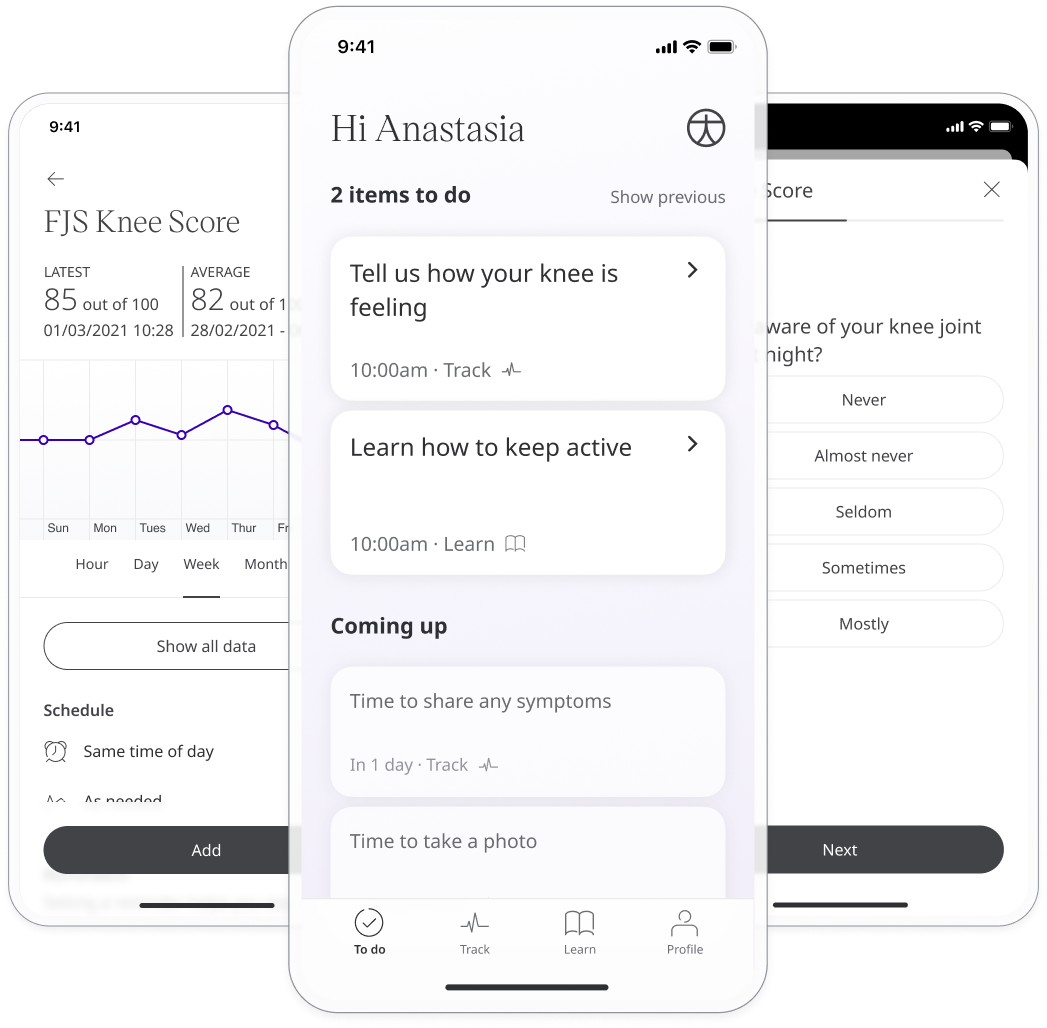 9:41
FJS Knee Score
LATEST
85 out of 100
01/03/2021 10:28
AVERAGE
82 out of 1
28/02/2021 -
Sun Mon Tues Wed Thur Fr
Hour Day Week Month
Show all data
Schedule
Same time of day
As needed
Add
9:41
Hi Anastasia
2 items to do
Show previous
Tell us how your knee is
feeling
10:00am · Track
Learn how to keep active
10:00am · Learn
Coming up
Time to share any symptoms
In 1 day · Track
Time to take a photo
To do Track Learn Profile
Score
ware of your knee joint
night?
Never
Almost never
Seldom
Sometimes
Mostly
Next